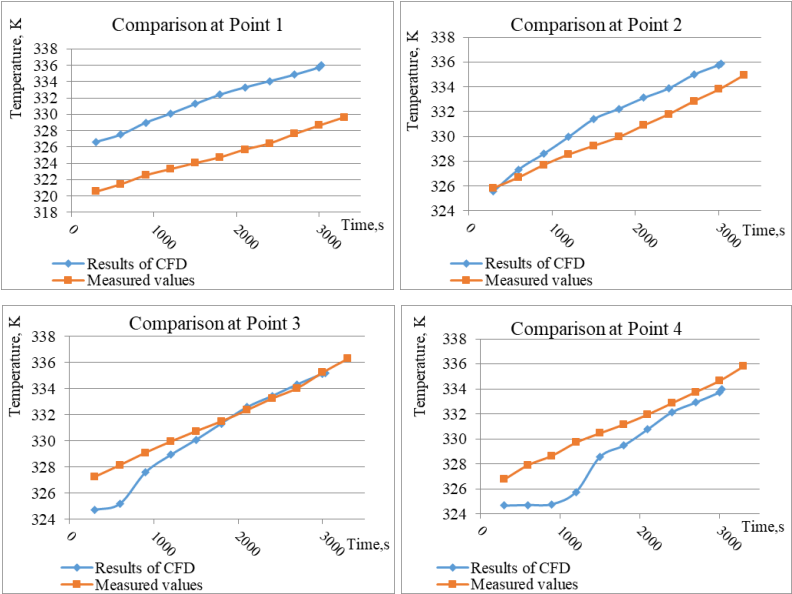 Comparison at Point 1
Temperature, K
338
336
334
332
330
328
326
324
322
320
318
0
1000
2000
3000
Time,s
Results of CFD
Measured values
Comparison at Point 2
Temperature, K
338
336
334
332
330
328
326
324
0
1000
2000
3000
Time,s
Results of CFD
Measured values
Comparison at Point 3
Temperature, K
338
336
334
332
330
328
326
324
0
1000
2000
3000
Time,s
Results of CFD
Measured values
Comparison at Point 4
Temperature, K
338
336
334
332
330
328
326
324
0
1000
2000
3000
Time,s
Results of CFD
Measured values